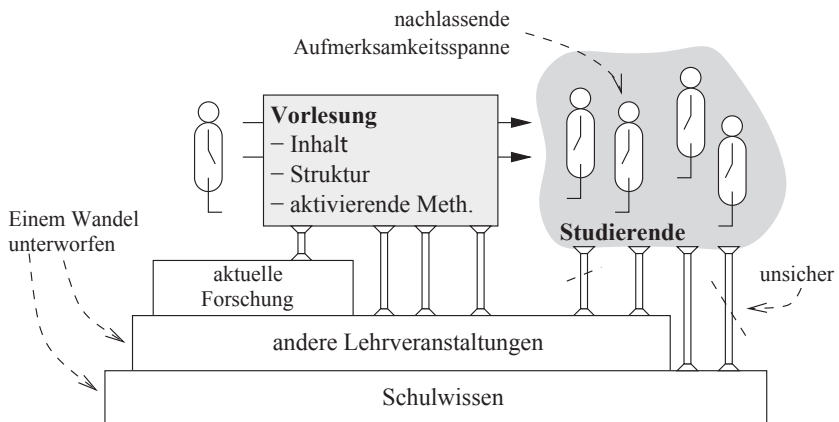 nachlassende
Aufmerksamkeitsspanne
Vorlesung
– Inhalt
– Struktur
– aktivierende Meth.
Studierende
Einem Wandel
unterworfen
aktuelle
Forschung
unsicher
andere Lehrveranstaltungen
Schulwissen